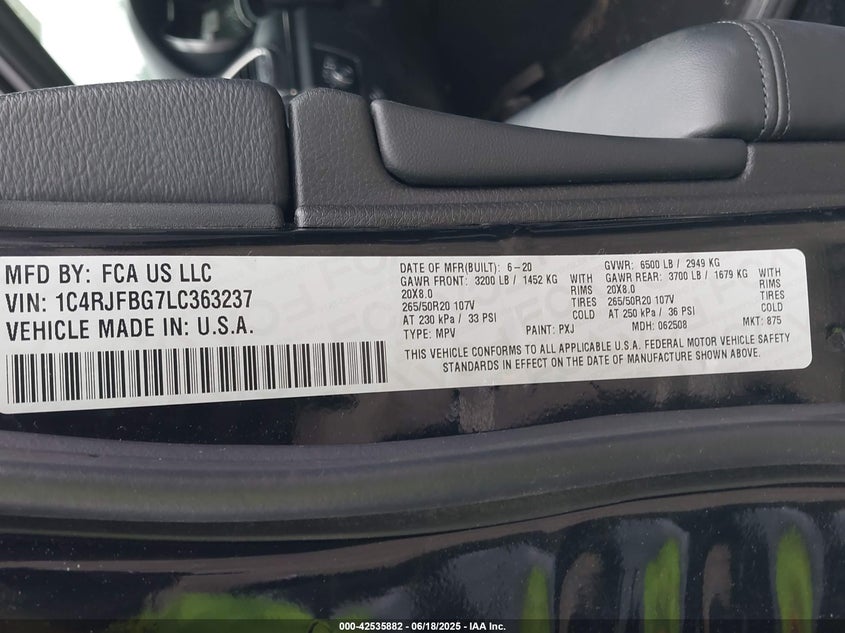 MFD BY: FCA US LLC
VIN: 1C4RJFBG7LC363237
VEHICLE MADE IN: U.S.A.
DATE OF MFR(BUILT): 6-20 GVWR: 6500 LB / 2949 KG
GAWR FRONT: 3200 LB / 1452 KG WITH GAWR REAR: 3700 LB / 1679 KG WITH
20X8.0 RIMS 20X8.0 RIMS
265/50R20 107V TIRES 265/50R20 107V TIRES
AT 230 kPa / 33 PSI COLD AT 250 kPa / 36 PSI COLD
TYPE: MPV PAINT: PXJ MDH: 062508 MKT: 875
THIS VEHICLE CONFORMS TO ALL APPLICABLE U.S.A. FEDERAL MOTOR VEHICLE SAFETY
STANDARDS IN EFFECT ON THE DATE OF MANUFACTURE SHOWN ABOVE.
000-42535882 - 06/18/2025 - IAA Inc.